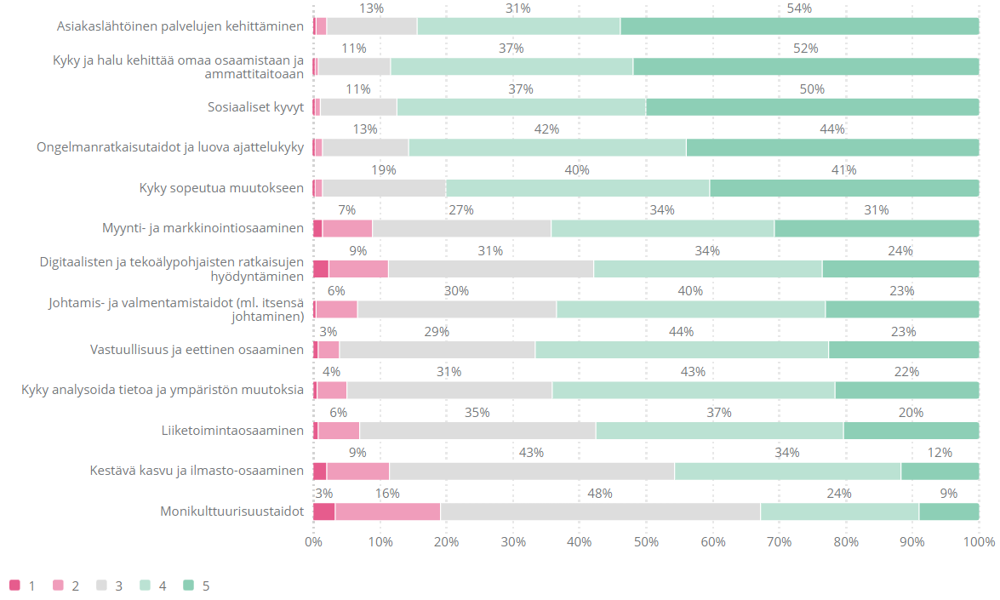 13% 31% 54%
Asiakaslähtöinen palvelujen kehittäminen
11% 37% 52%
Kyky ja halu kehittää omaa osaamistaan ja
ammattitaitoaan
11% 37% 50%
Sosiaaliset kyvyt
13% 42% 44%
Ongelmanratkaisutaidot ja luova ajattelukyky
19% 40% 41%
Kyky sopeutua muutokseen
7% 27% 34% 31%
Myynti- ja markkinointiosaaminen
9% 31% 34% 24%
Digitaalisten ja tekoälypohjaisten ratkaisujen
hyödyntäminen
6% 30% 40% 23%
Johtamis- ja valmentamistaidot (ml. itsensä
johtaminen)
3% 29% 44% 23%
Vastuullisuus ja eettinen osaaminen
4% 31% 43% 22%
Kyky analysoida tietoa ja ympäristön muutoksia
6% 35% 37% 20%
Liiketoimintaosaaminen
9% 43% 34% 12%
Kestävä kasvu ja ilmasto-osaaminen
3% 16% 48% 24% 9%
Monikulttuurisuustaidot
0% 10% 20% 30% 40% 50% 60% 70% 80% 90% 100%
1 2 3 4 5